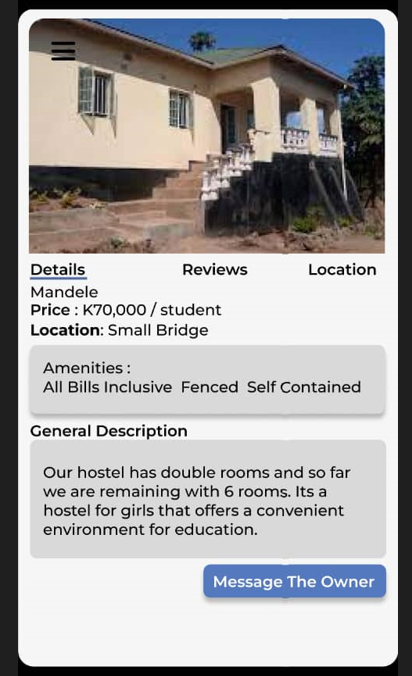 Details Reviews Location
Mandele
Price : K70,000 / student
Location: Small Bridge
Amenities :
All Bills Inclusive Fenced Self Contained
General Description
Our hostel has double rooms and so far
we are remaining with 6 rooms. Its a
hostel for girls that offers a convenient
environment for education.
Message The Owner